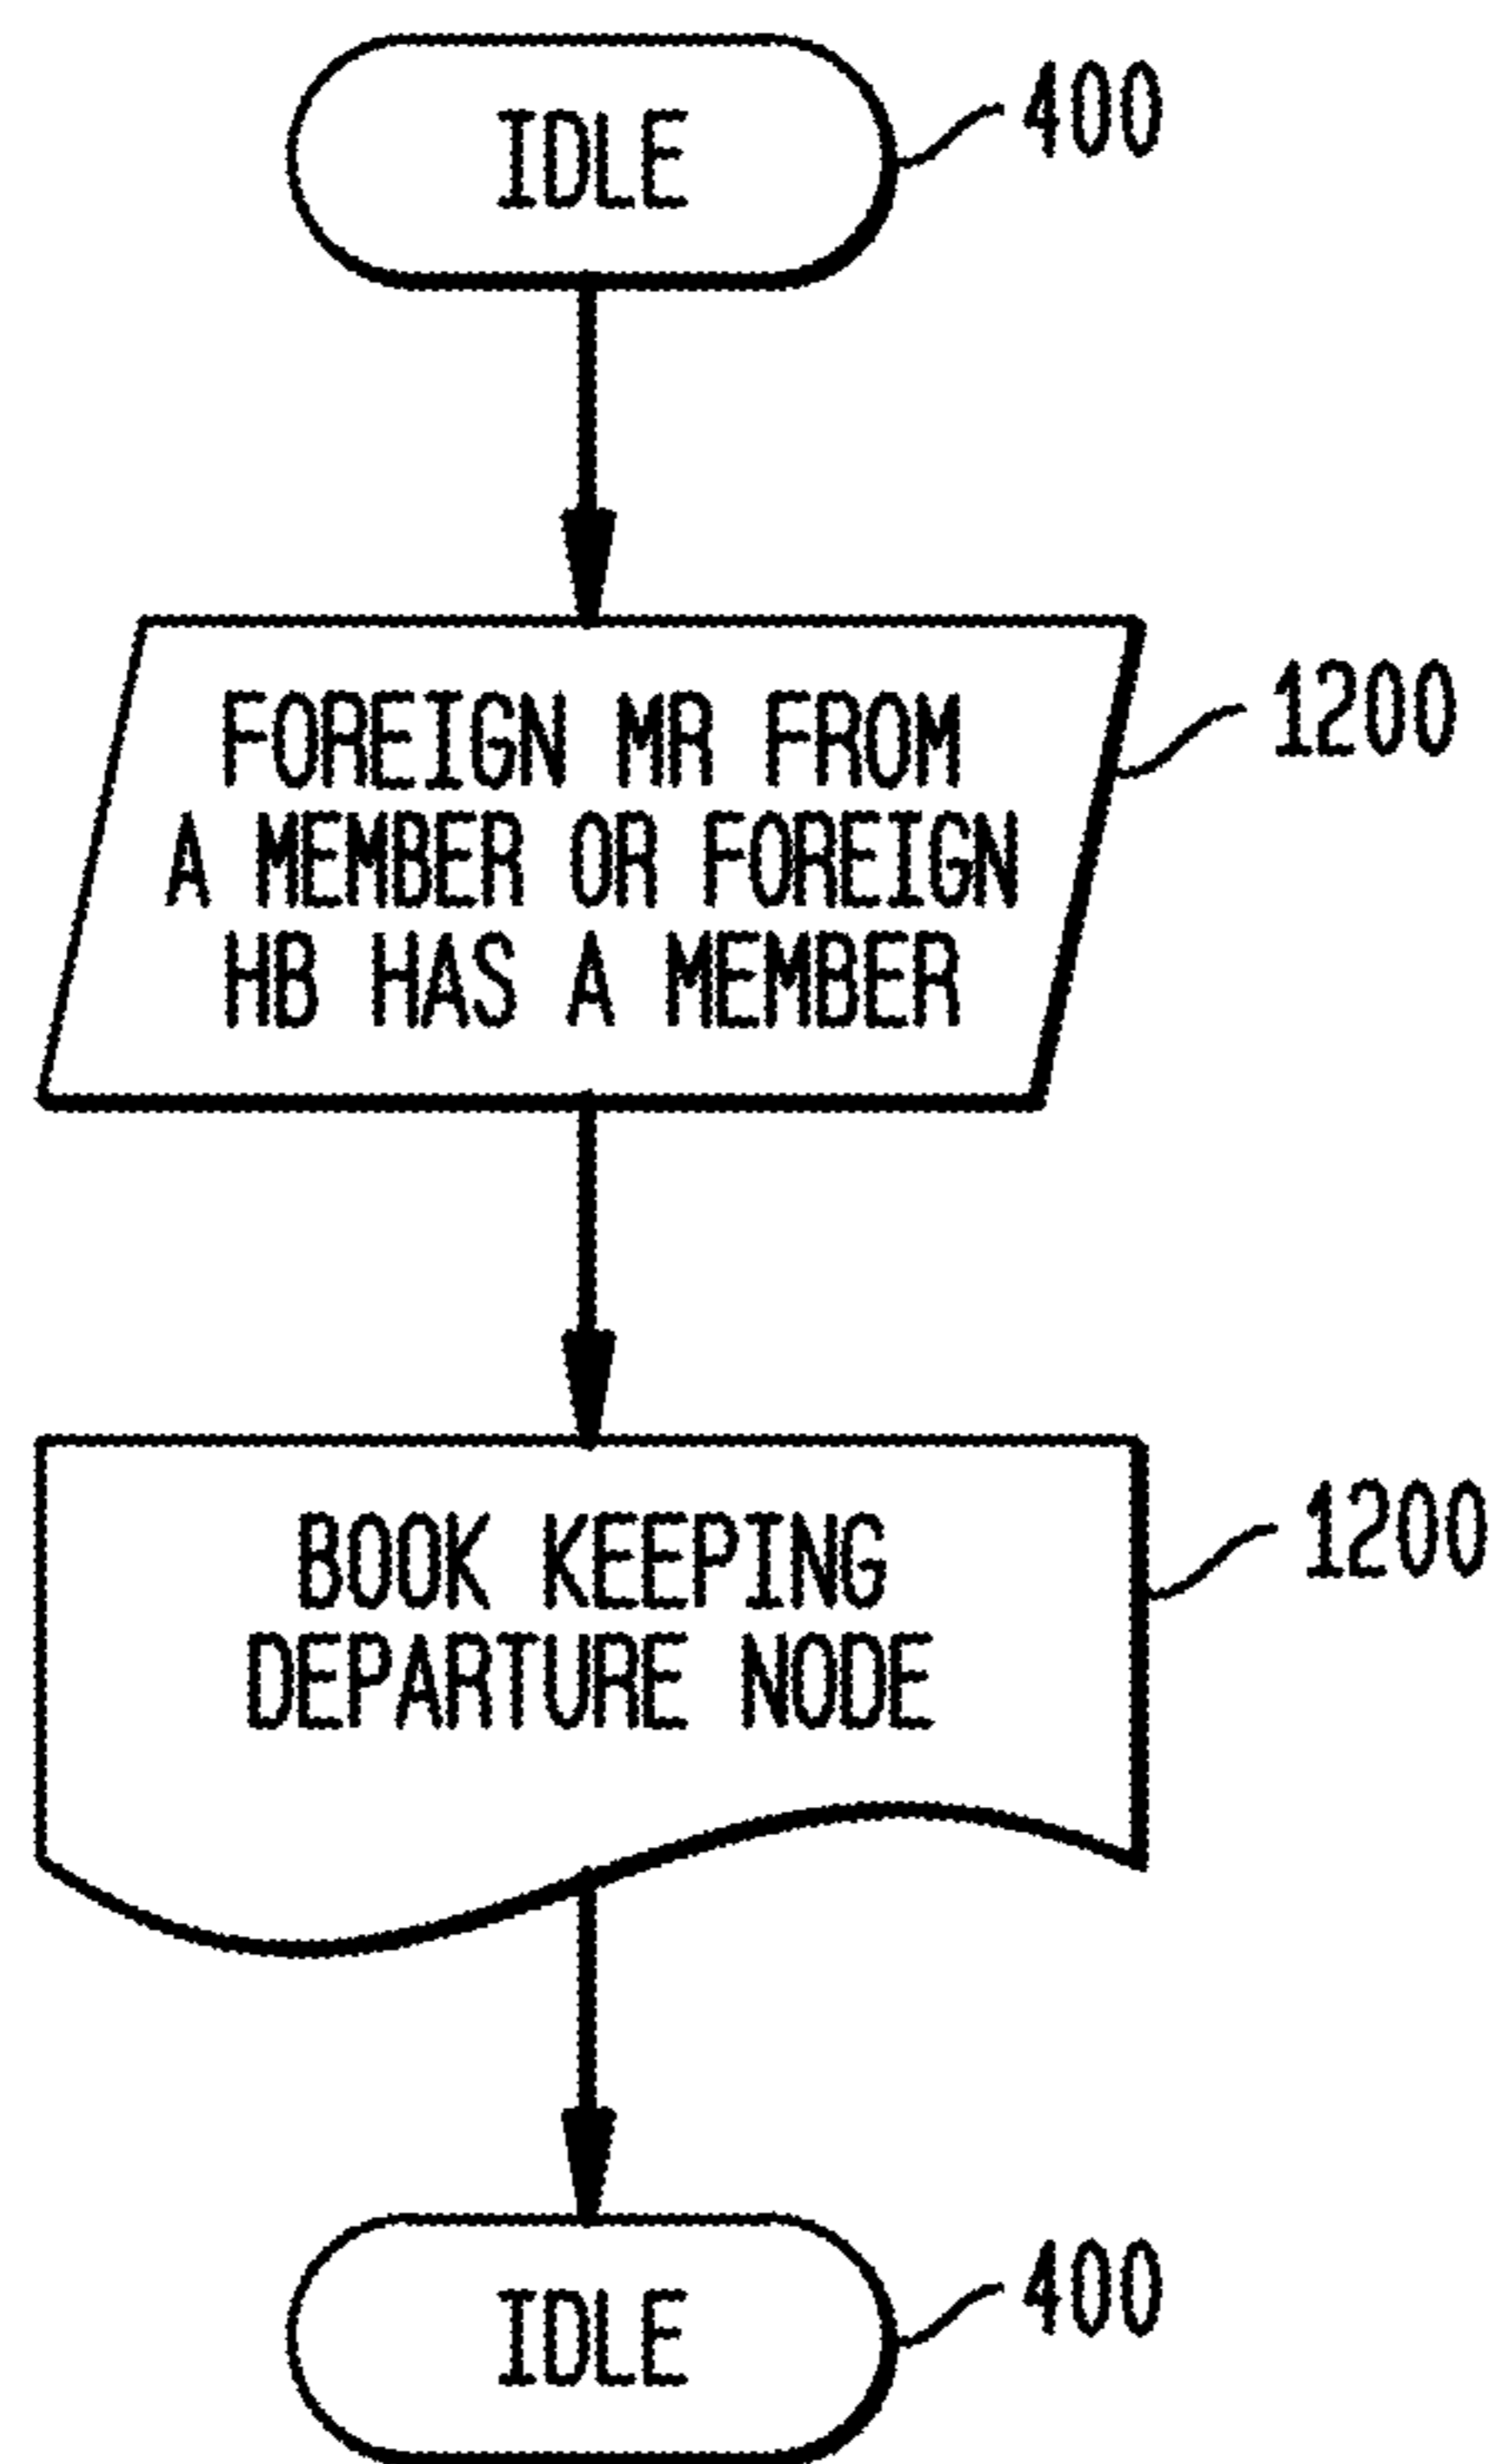 IDLE
400
FOREIGN MR FROM
A MEMBER OR FOREIGN
HB HAS A MEMBER
1200
BOOK KEEPING
DEPARTURE NODE
1200
IDLE
400